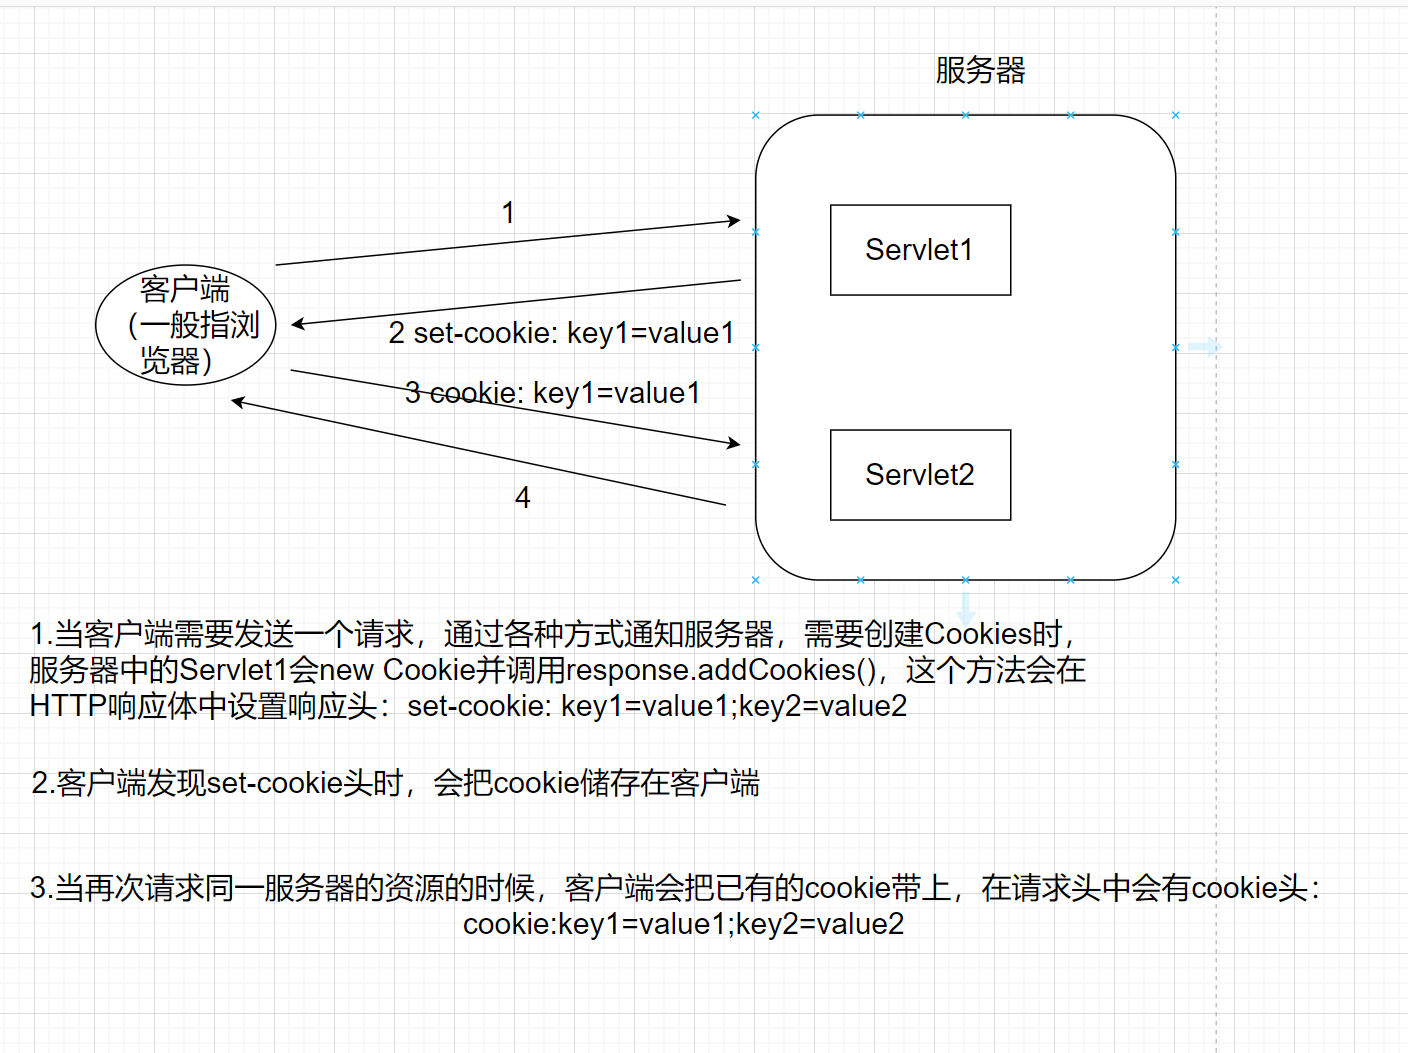 服务器
1
Servlet1
客户端
（一般指浏
览器）
2 set-cookie: key1=value1
3 cookie: key1=value1
Servlet2
4
1.当客户端需要发送一个请求，通过各种方式通知服务器，需要创建Cookies时，
服务器中的Servlet1会new Cookie并调用response.addCookies()，这个方法会在
HTTP响应体中设置响应头：set-cookie: key1=value1;key2=value2
2.客户端发现set-cookie头时，会把cookie储存在客户端
3.当再次请求同一服务器的资源的时候，客户端会把已有的cookie带上，在请求头中会有cookie头：
cookie:key1=value1;key2=value2